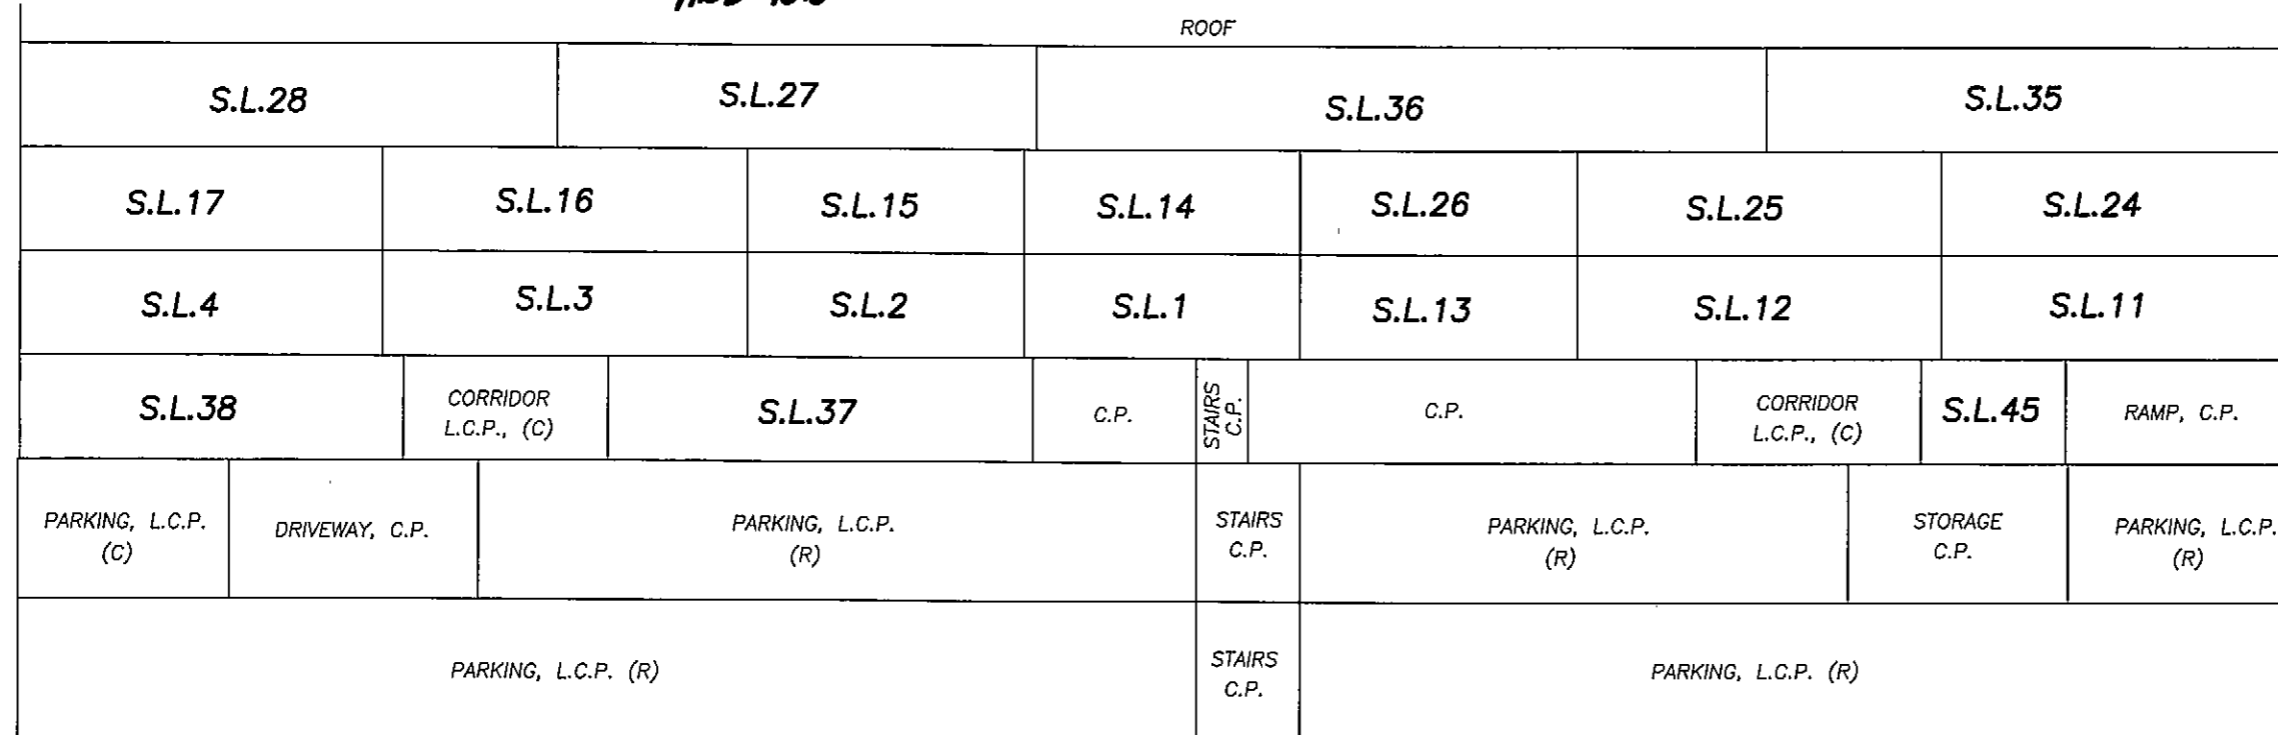 ROOF
S.L.28
S.L.27
S.L.36
S.L.35
S.L.17
S.L.16
S.L.15
S.L.14
S.L.26
S.L.25
S.L.24
S.L.4
S.L.3
S.L.2
S.L.1
S.L.13
S.L.12
S.L.11
S.L.38
CORRIDOR
L.C.P., (C)
S.L.37
C.P.
STAIRS
C.P.
C.P.
CORRIDOR
L.C.P., (C)
S.L.45
RAMP, C.P.
PARKING, L.C.P.
(C)
DRIVEWAY, C.P.
PARKING, L.C.P.
(R)
STAIRS
C.P.
PARKING, L.C.P.
(R)
STORAGE
C.P.
PARKING, L.C.P.
(R)
PARKING, L.C.P. (R)
STAIRS
C.P.
PARKING, L.C.P. (R)